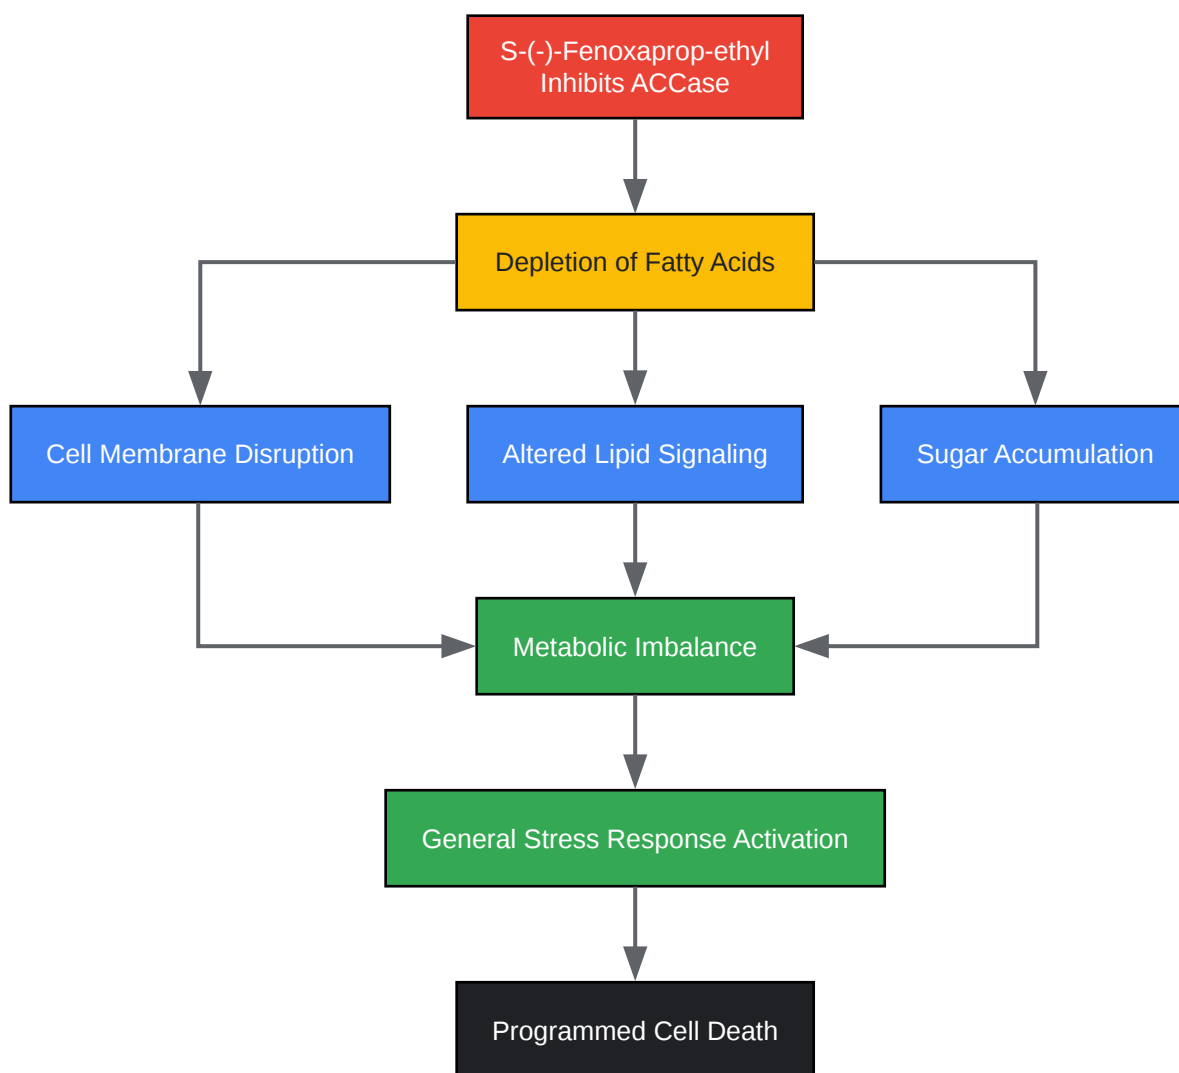 S-(-)-Fenoxaprop-ethyl
Inhibits ACCase
Depletion of Fatty Acids
Cell Membrane Disruption
Altered Lipid Signaling
Sugar Accumulation
Metabolic Imbalance
General Stress Response Activation
Programmed Cell Death